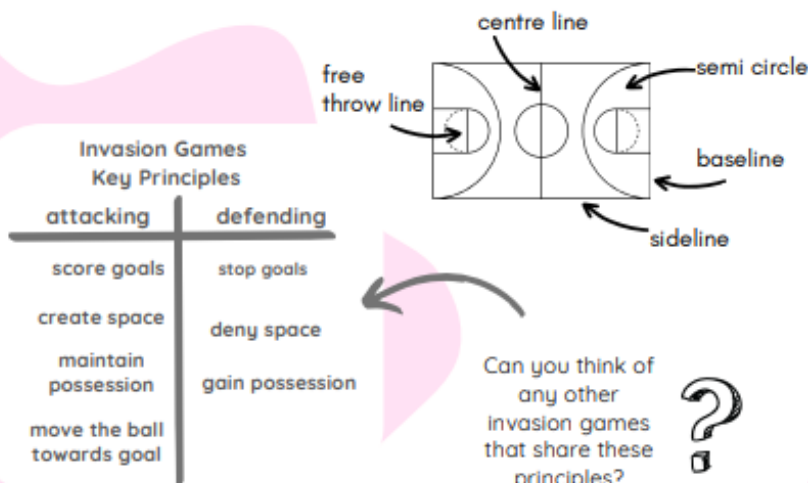 centre line
semi circle
free
throw line
baseline
sideline
Invasion Games
Key Principles
attacking defending
score goals stop goals
create space deny space
maintain
possession gain possession
move the ball
towards goal
Can you think of
any other
invasion games
that share these
principles?
?